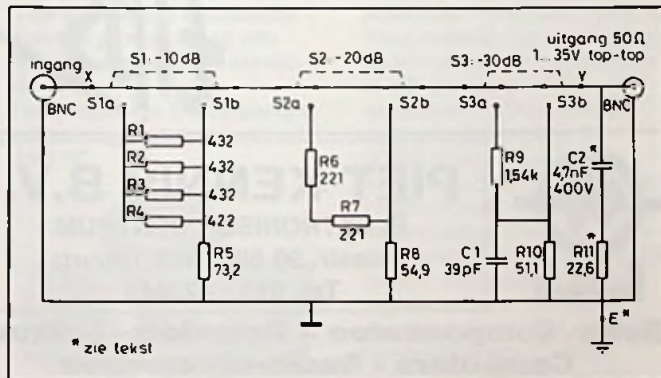 ingang
X
S1: -10dB
S2: -20dB
S3: -30dB
Y
uitgang 50Ω
1...35V top-top
BNC
S1a
S1b
S2a
S2b
S3a
S3b
BNC
R1
432
R2
432
R3
432
R4
422
R5
73,2
R6
221
R7
221
R8
54,9
R9
1,54k
C1
39pF
R10
51,1
C2
*
4,7nF
400V
*
R11
22,6
E*
* zie tekst